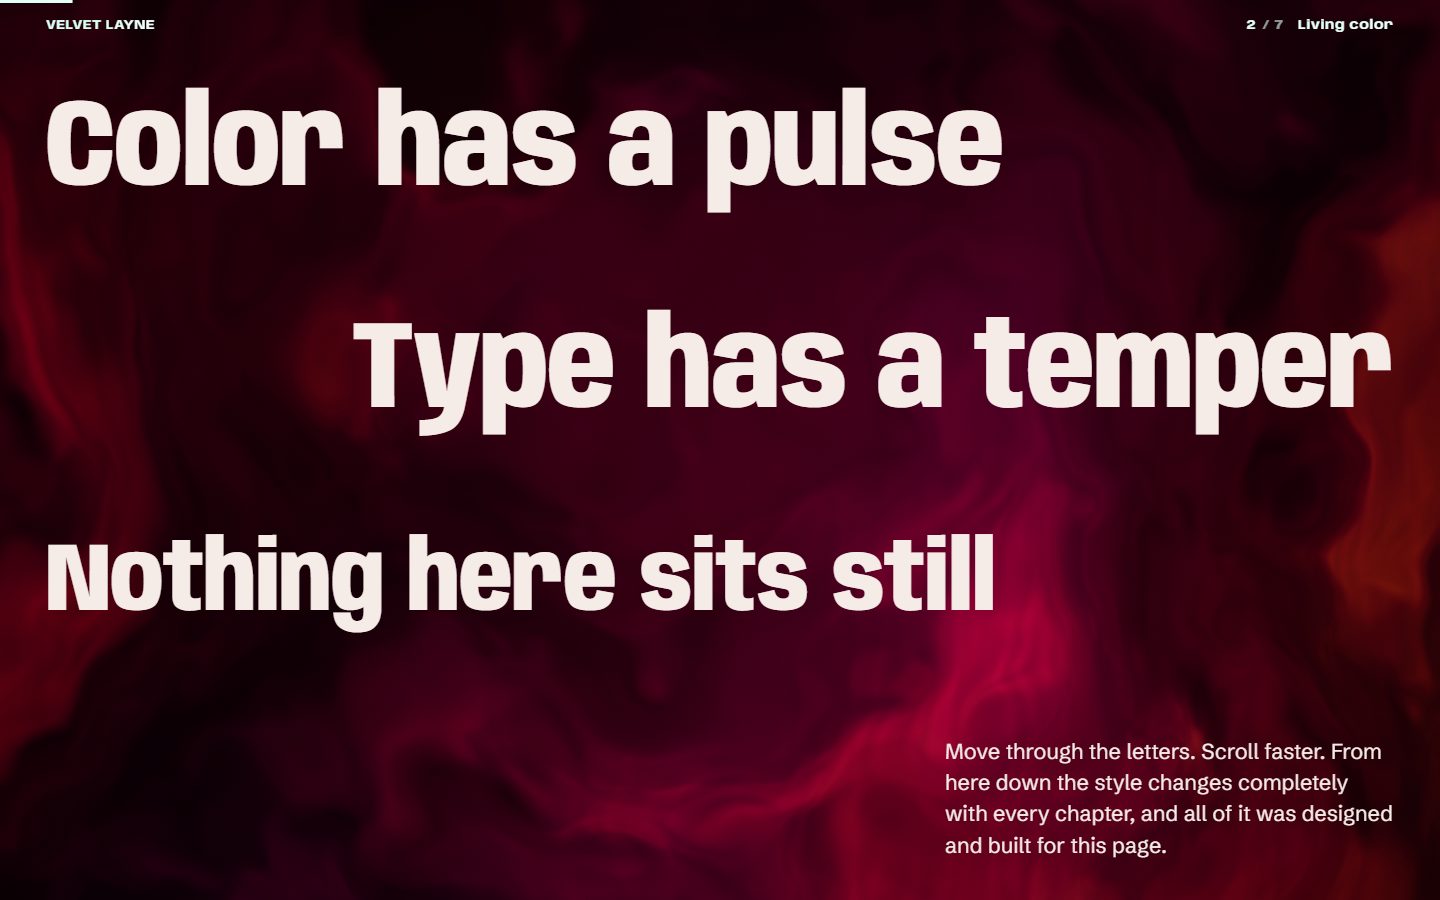 VELVET LAYNE
2 / 7 Living color
Color has a pulse
Type has a temper
Nothing here sits still
Move through the letters. Scroll faster. From
here down the style changes completely
with every chapter, and all of it was designed
and built for this page.